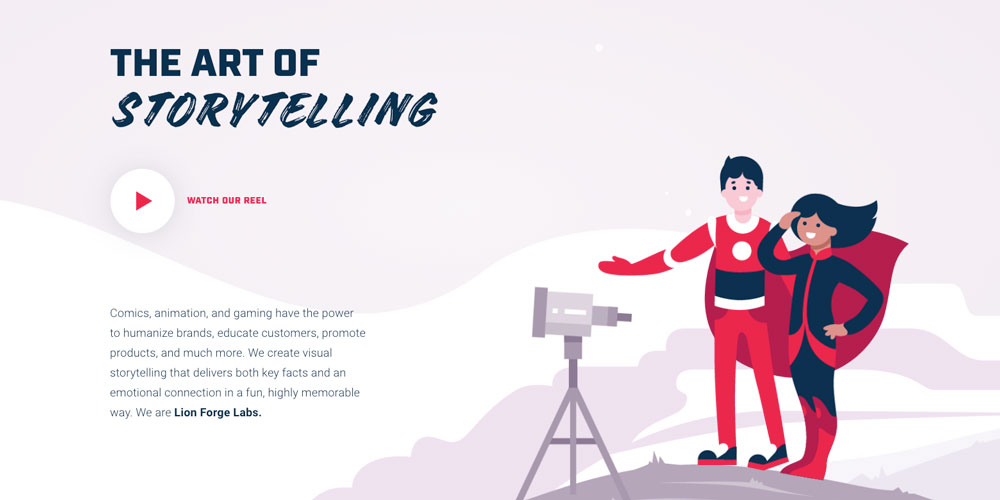 THE ART OF
STORYTELLING
WATCH OUR REEL
Comics, animation, and gaming have the power
to humanize brands, educate customers, promote
products, and much more. We create visual
storytelling that delivers both key facts and an
emotional connection in a fun, highly memorable
way. We are Lion Forge Labs.